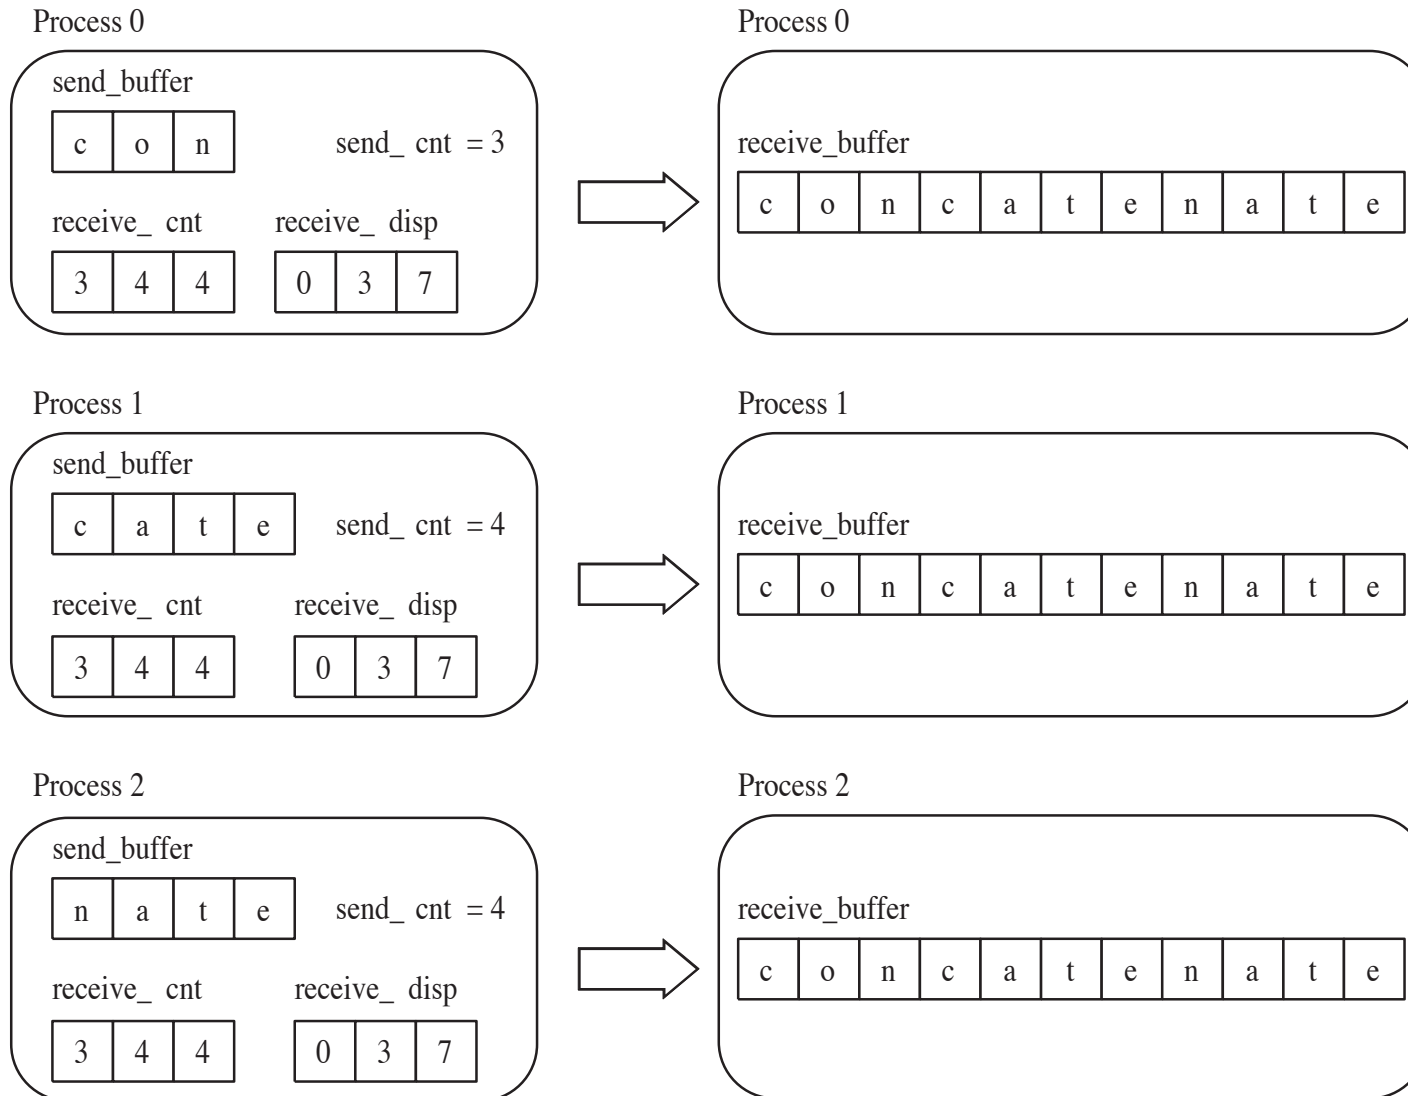 Process 0
send_buffer
c o n
send_ cnt = 3
receive_ cnt
receive_ disp
3 4 4
0 3 7
Process 0
receive_buffer
c o n c a t e n a t e
Process 1
send_buffer
c a t e
send_ cnt = 4
receive_ cnt
receive_ disp
3 4 4
0 3 7
Process 1
receive_buffer
c o n c a t e n a t e
Process 2
send_buffer
n a t e
send_ cnt = 4
receive_ cnt
receive_ disp
3 4 4
0 3 7
Process 2
receive_buffer
c o n c a t e n a t e